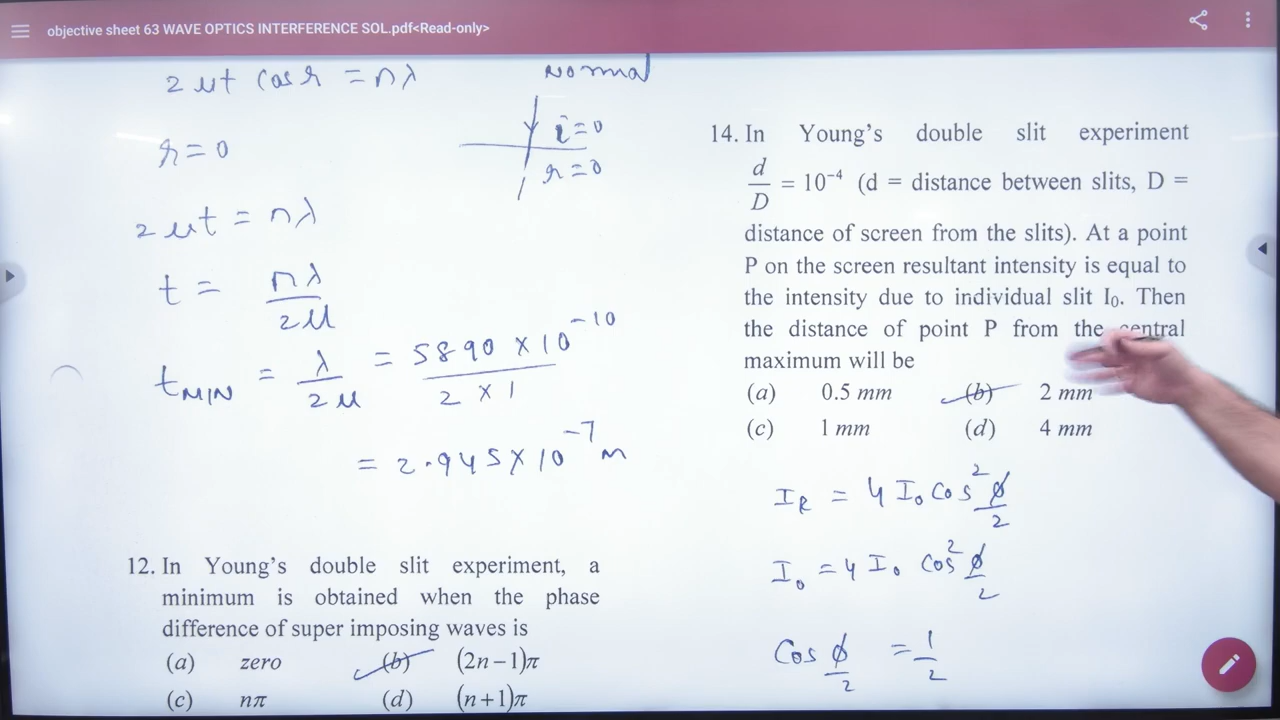 objective sheet 63 WAVE OPTICS INTERFERENCE SOL.pdf<Read-only>
2 μt Cos r = nλ
Normal
i=0
r=0
r=0
2 μt = nλ
t = nλ/2μ
tMIN = λ/2μ = 5890 × 10^-10 / 2 × 1
= 2.945 × 10^-7 m
12. In Young's double slit experiment, a
minimum is obtained when the phase
difference of super imposing waves is
(a) zero (b) (2n−1)π
(c) nπ (d) (n+1)π
14. In Young's double slit experiment
d/D = 10^-4 (d = distance between slits, D =
distance of screen from the slits). At a point
P on the screen resultant intensity is equal to
the intensity due to individual slit I₀. Then
the distance of point P from the central
maximum will be
(a) 0.5 mm (b) 2 mm
(c) 1 mm (d) 4 mm
I_R = 4 I₀ Cos² ϕ/2
I₀ = 4 I₀ Cos² ϕ/2
Cos ϕ/2 = 1/2